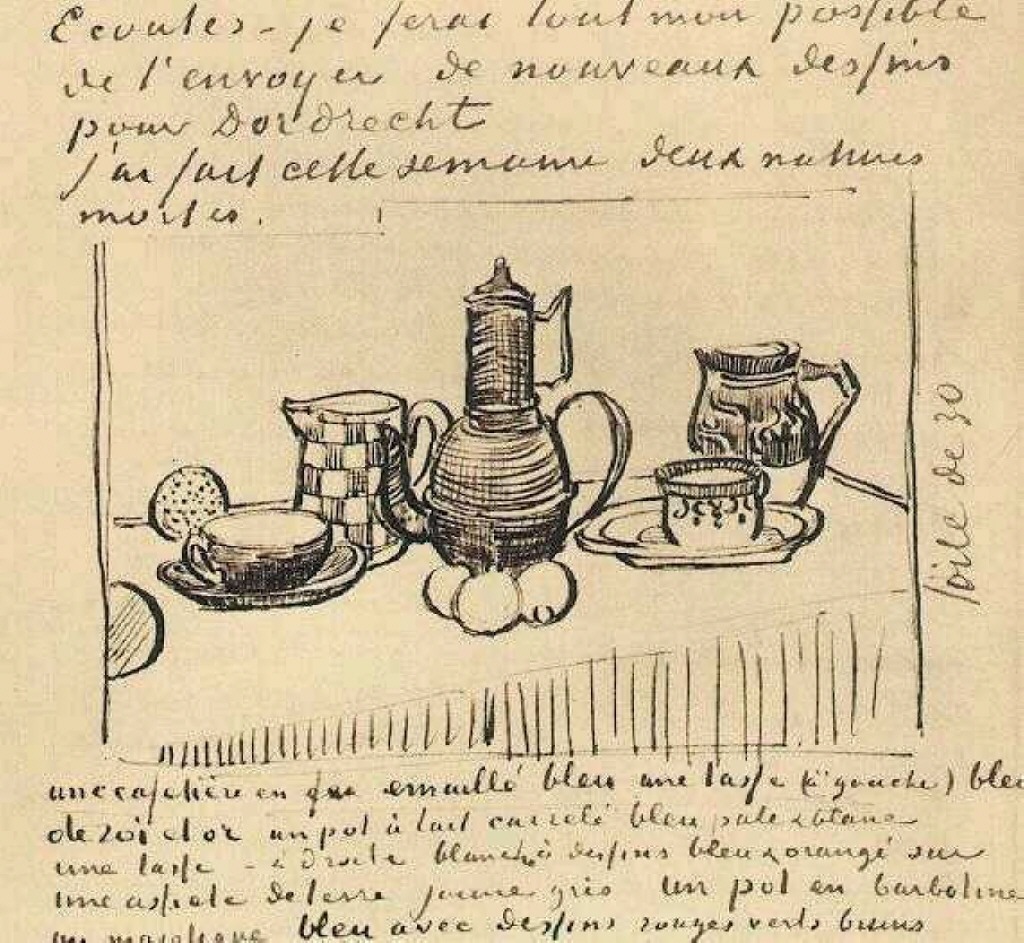 Ecoutes - je ferai tout mon possible
de t'envoyer de nouveaux dessins
pour Dordrecht
J'ai fait cette semaine deux natures
mortes.
Toile de 30
une cafetière en fer emaillé bleu une tasse (à gauche) bleu
de roi et or un pot à lait carrelé bleu pale & blanc
une tasse - à droite blanche à dessins bleu & orangé sur
une assiete de terre jaune gris un pot en barbotine
ou majolique bleu avec dessins rouges verts bruns